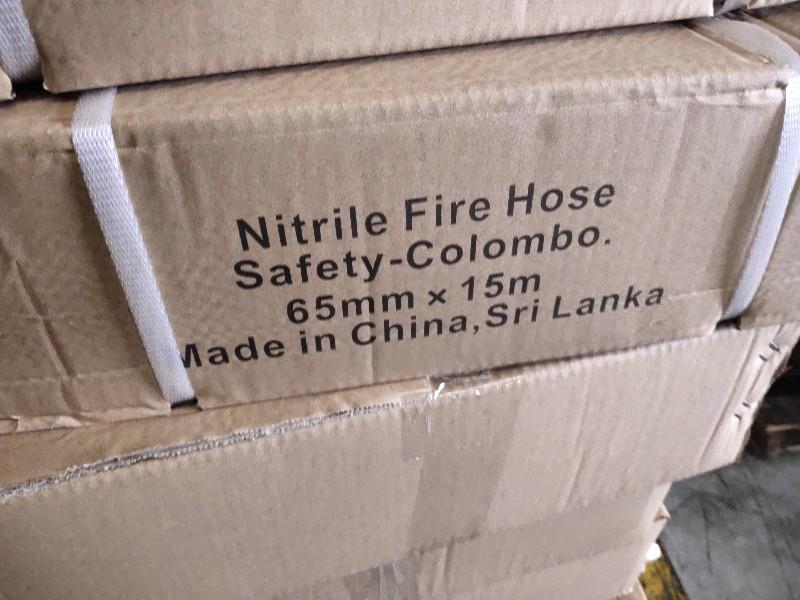 Nitrile Fire Hose
Safety-Colombo.
65mm × 15m
Made in China,Sri Lanka